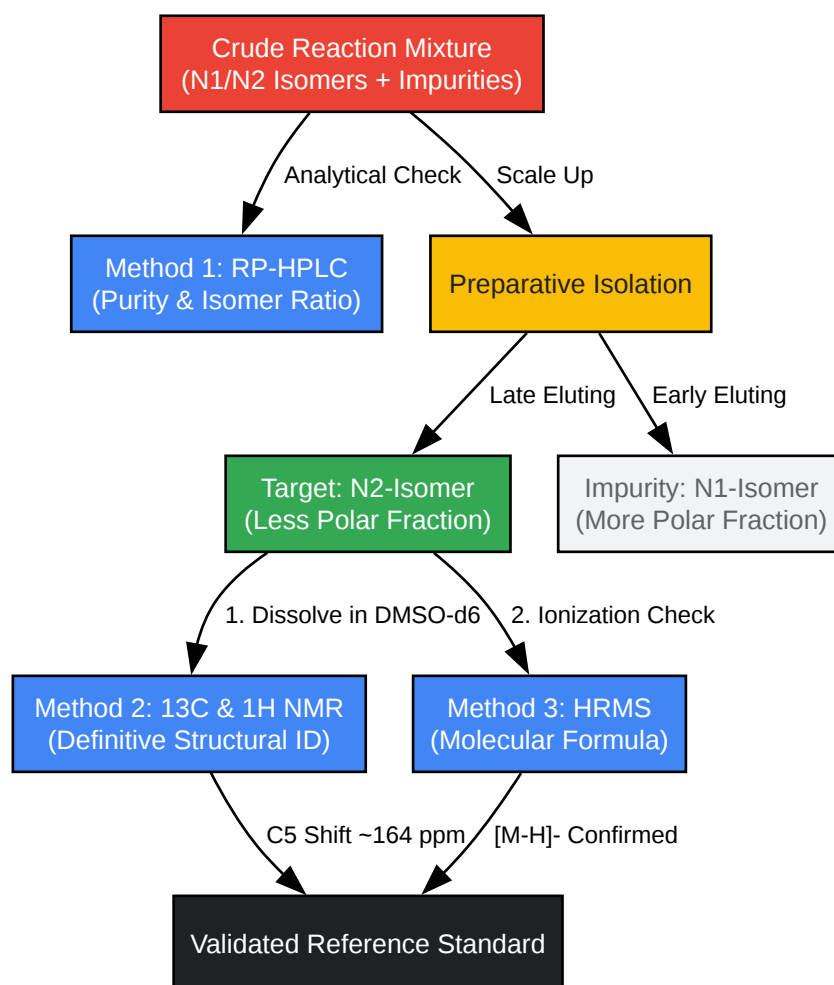 Crude Reaction Mixture
(N1/N2 Isomers + Impurities)
Analytical Check
Scale Up
Method 1: RP-HPLC
(Purity & Isomer Ratio)
Preparative Isolation
Late Eluting
Early Eluting
Target: N2-Isomer
(Less Polar Fraction)
Impurity: N1-Isomer
(More Polar Fraction)
1. Dissolve in DMSO-d6
2. Ionization Check
Method 2: 13C & 1H NMR
(Definitive Structural ID)
Method 3: HRMS
(Molecular Formula)
C5 Shift ~164 ppm
[M-H]- Confirmed
Validated Reference Standard